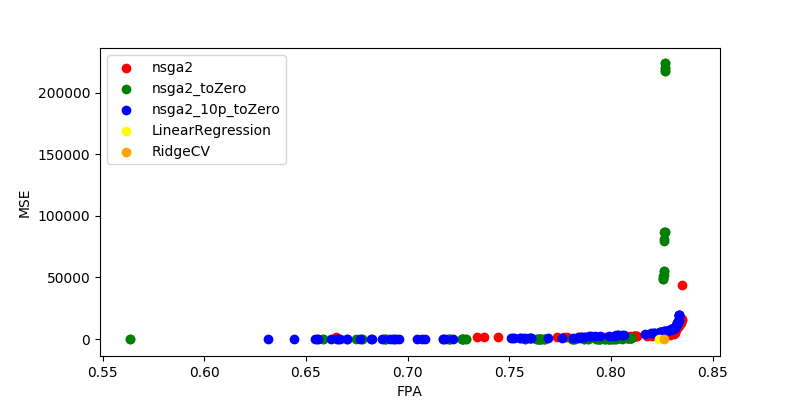 nsga2
nsga2_toZero
nsga2_10p_toZero
LinearRegression
RidgeCV
MSE
200000
150000
100000
50000
0
0.55 0.60 0.65 0.70 0.75 0.80 0.85
FPA